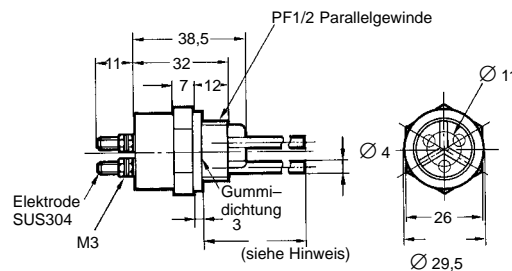 PF1/2 Parallelgewinde
38,5
11
32
7
12
∅ 11
∅ 4
Elektrode
SUS304
M3
Gummi–
dichtung
3
(siehe Hinweis)
26
∅ 29,5